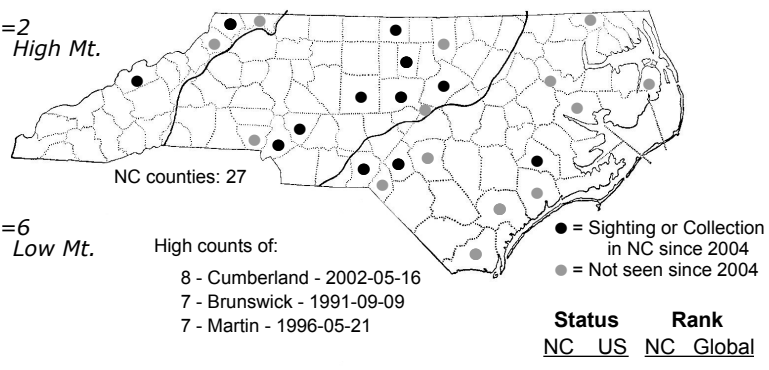 =2
High Mt.
NC counties: 27
=6
Low Mt.
High counts of:
8 - Cumberland - 2002-05-16
7 - Brunswick - 1991-09-09
7 - Martin - 1996-05-21
● = Sighting or Collection
in NC since 2004
● = Not seen since 2004
Status Rank
NC US NC Global